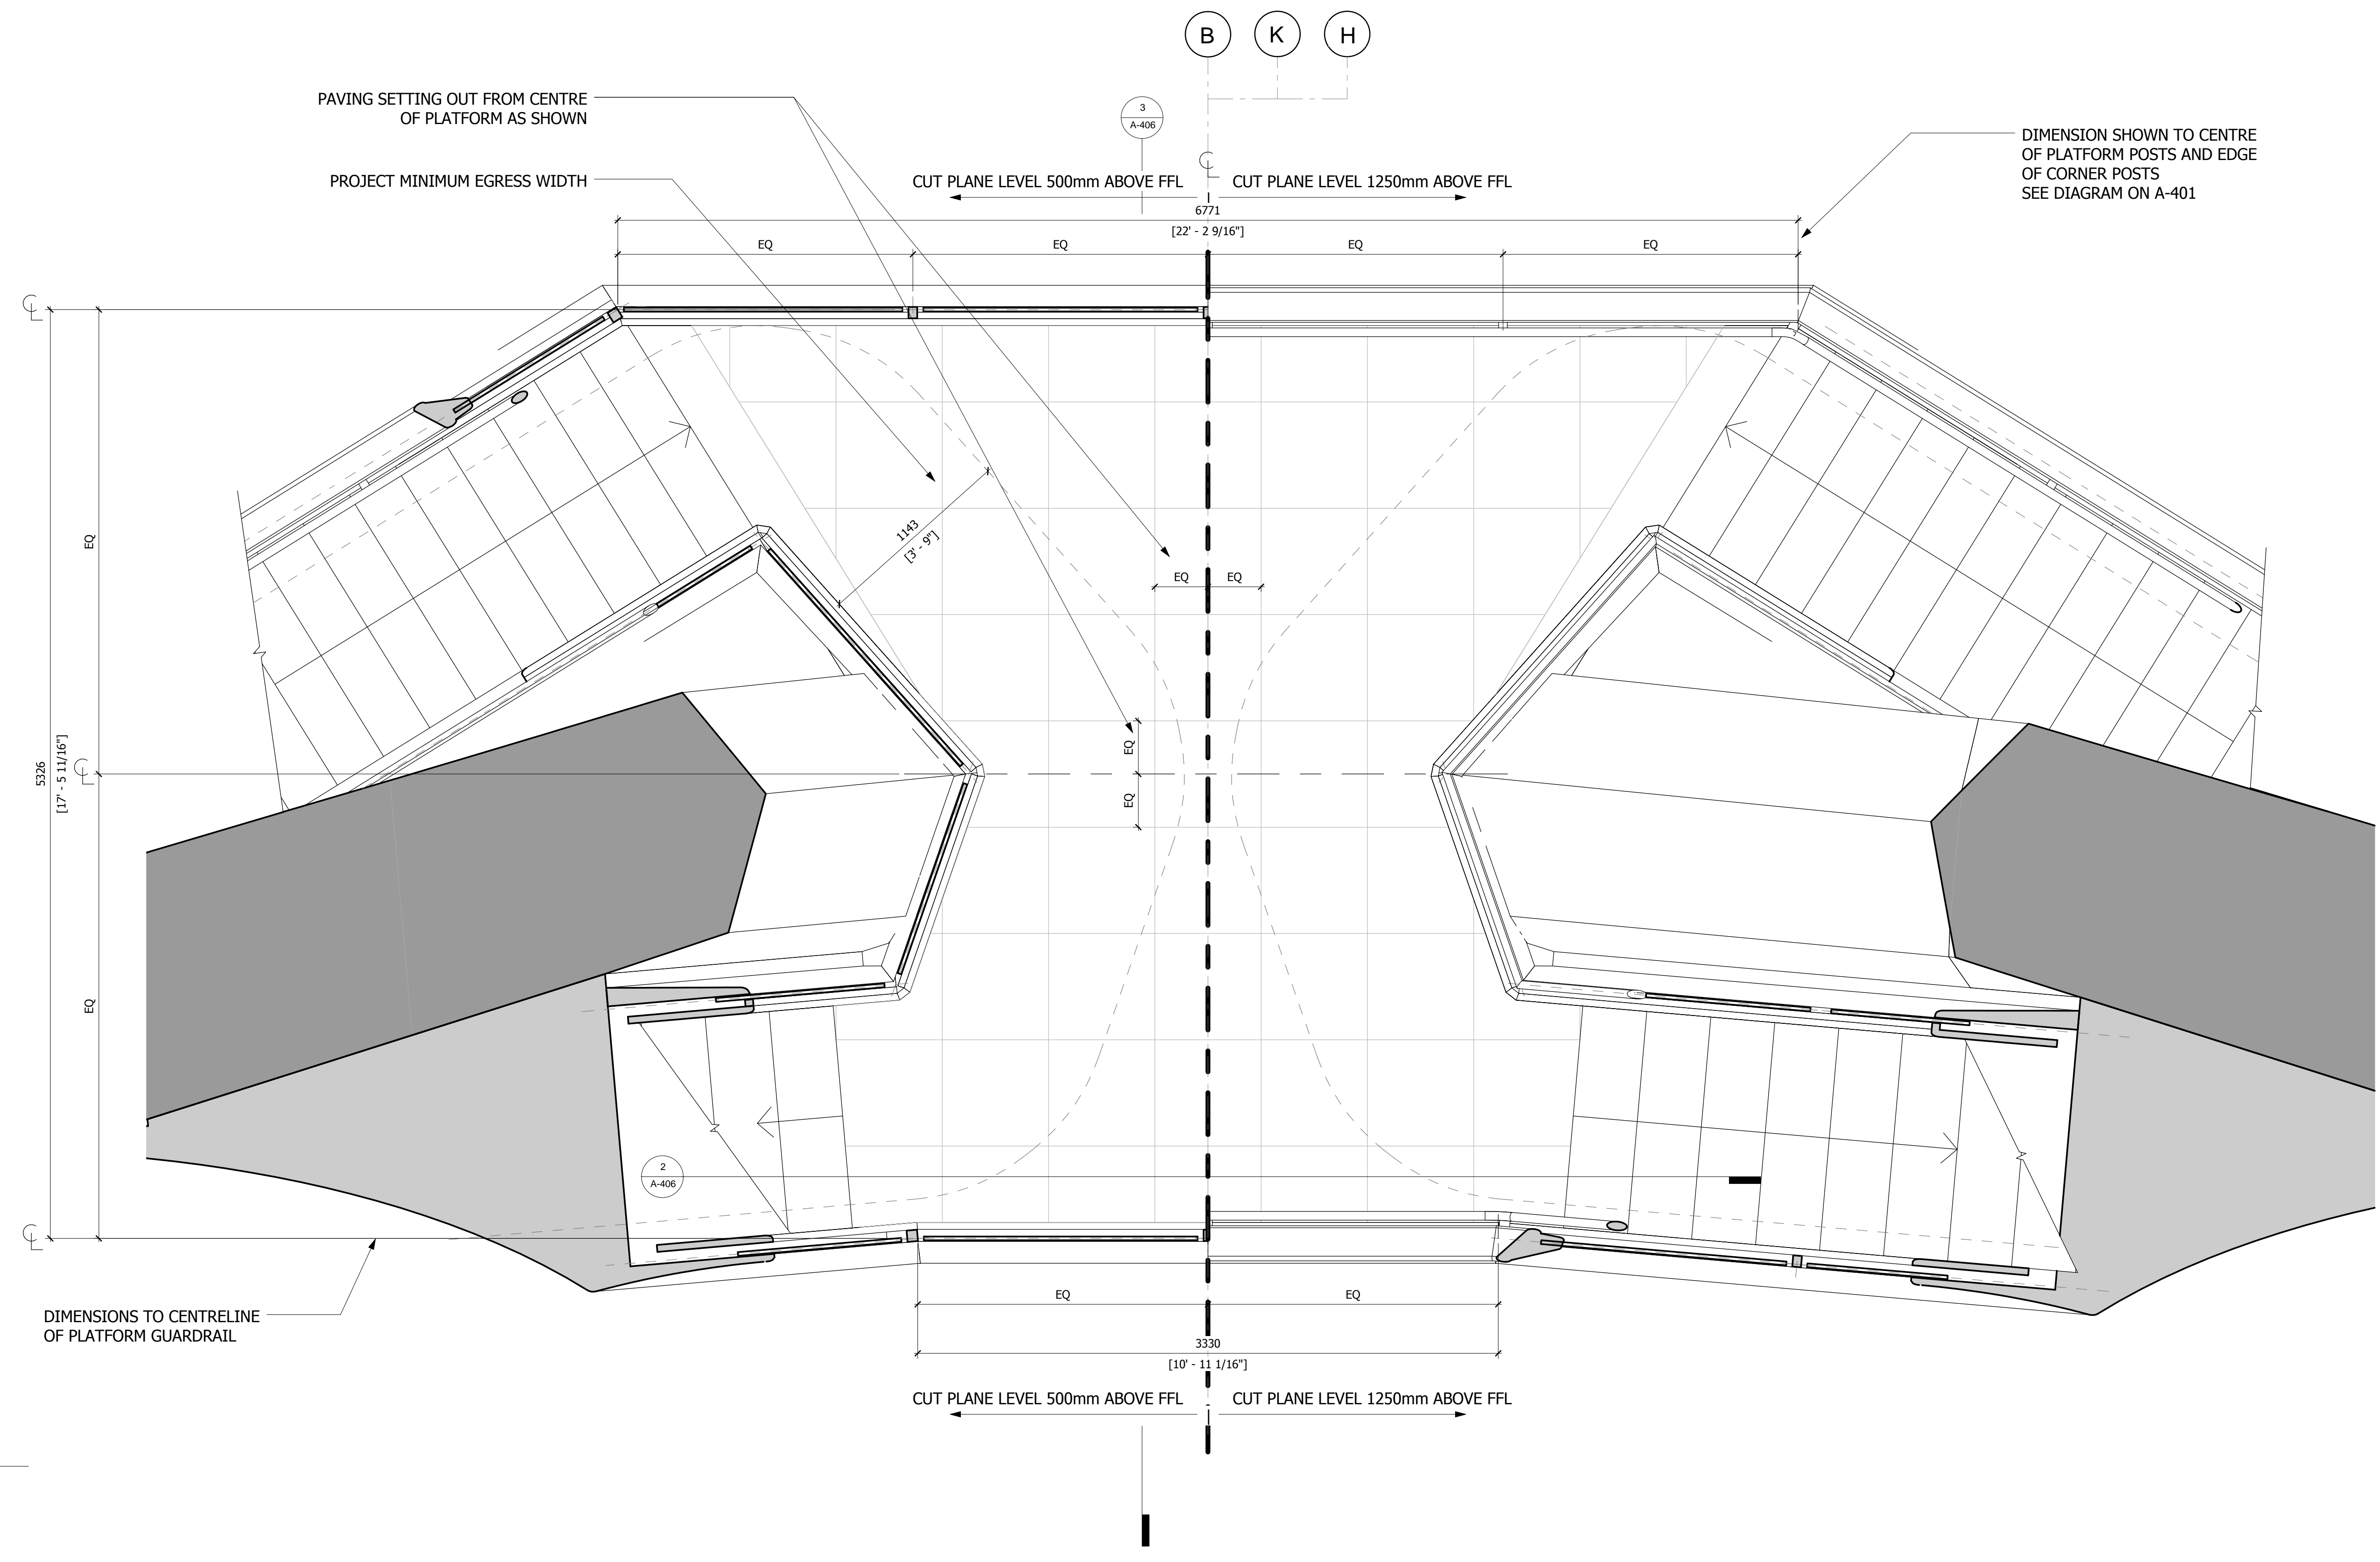 B K H
3
A-406
PAVING SETTING OUT FROM CENTRE
OF PLATFORM AS SHOWN
PROJECT MINIMUM EGRESS WIDTH
DIMENSION SHOWN TO CENTRE
OF PLATFORM POSTS AND EDGE
OF CORNER POSTS
SEE DIAGRAM ON A-401
CUT PLANE LEVEL 500mm ABOVE FFL
CUT PLANE LEVEL 1250mm ABOVE FFL
6771
[22' - 2 9/16"]
EQ EQ EQ EQ
EQ
1143
[3' - 9"]
EQ EQ
5326
[17' - 5 11/16"]
EQ
EQ
EQ
2
A-406
DIMENSIONS TO CENTRELINE
OF PLATFORM GUARDRAIL
EQ EQ
3330
[10' - 11 1/16"]
CUT PLANE LEVEL 500mm ABOVE FFL
CUT PLANE LEVEL 1250mm ABOVE FFL